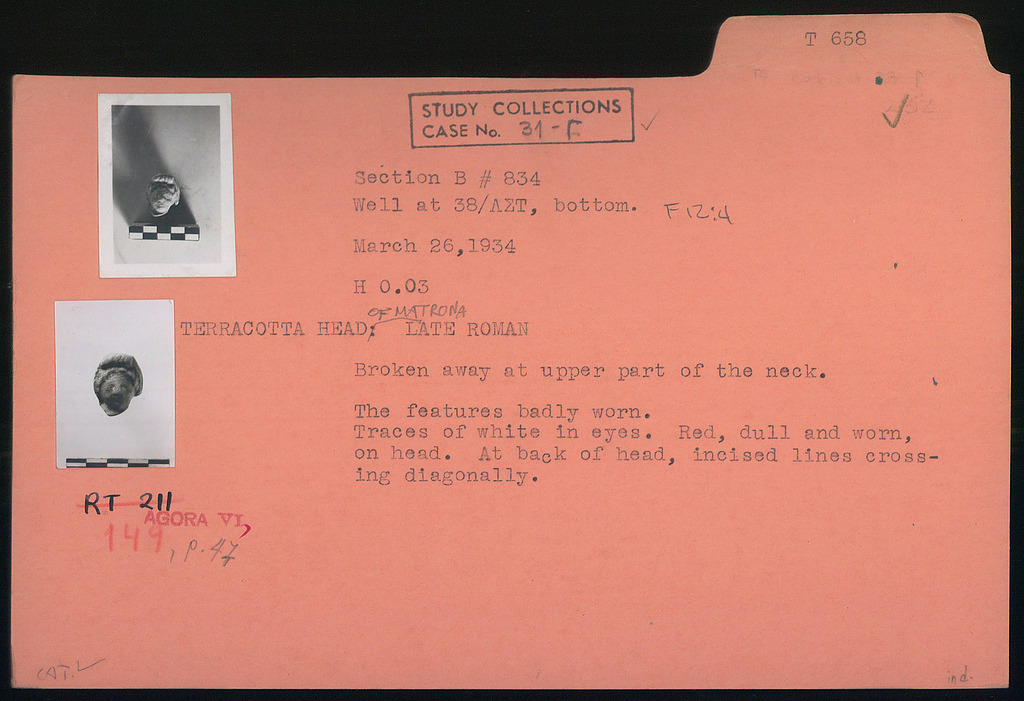 T 658
STUDY COLLECTIONS
CASE No. 31-F
Section B # 834
Well at 38/ΛΣΤ, bottom. F 12:4
March 26,1934
H 0.03
OF MATRONA
TERRACOTTA HEAD; LATE ROMAN
Broken away at upper part of the neck.
The features badly worn.
Traces of white in eyes. Red, dull and worn,
on head. At back of head, incised lines cross-
ing diagonally.
RT 211
AGORA VI,
149, p. 47
CAT.
ind.